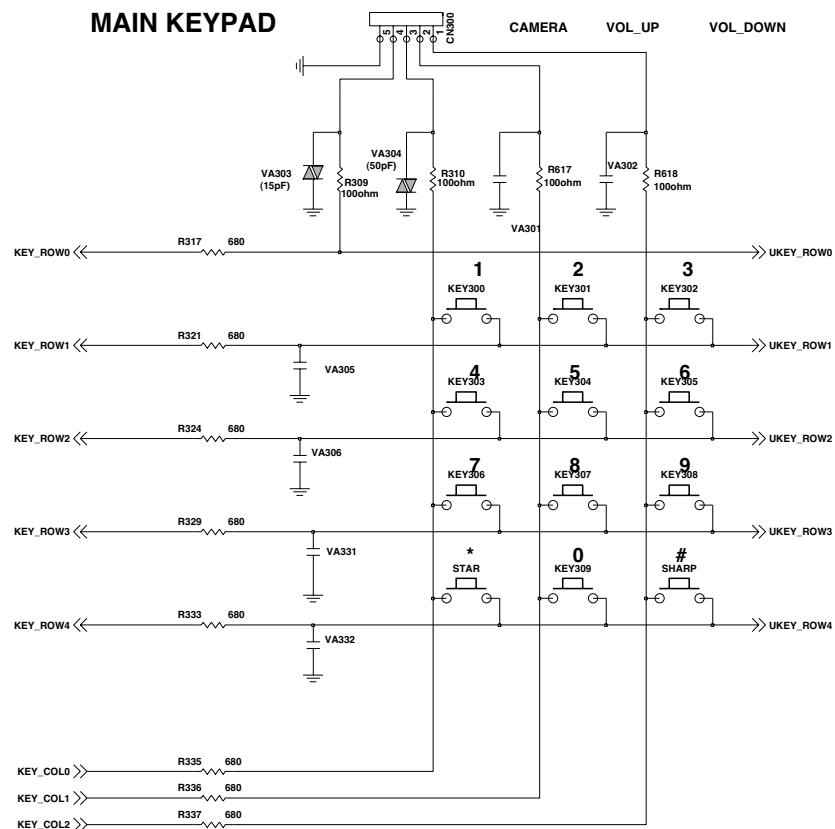 MAIN KEYPAD
CAMERA VOL_UP VOL_DOWN
5 4 3 2 1
CN300
VA303
(15pF)
R309
100ohm
VA304
(50pF)
R310
100ohm
R617
100ohm
VA301
VA302
R618
100ohm
KEY_ROW0 R317 680 UKEY_ROW0
1 2 3
KEY300 KEY301 KEY302
KEY_ROW1 R321 680 UKEY_ROW1
VA305
4 5 6
KEY303 KEY304 KEY305
KEY_ROW2 R324 680 UKEY_ROW2
VA306
7 8 9
KEY306 KEY307 KEY308
KEY_ROW3 R329 680 UKEY_ROW3
VA331
* 0 #
STAR KEY309 SHARP
KEY_ROW4 R333 680 UKEY_ROW4
VA332
KEY_COL0 R335 680
KEY_COL1 R336 680
KEY_COL2 R337 680